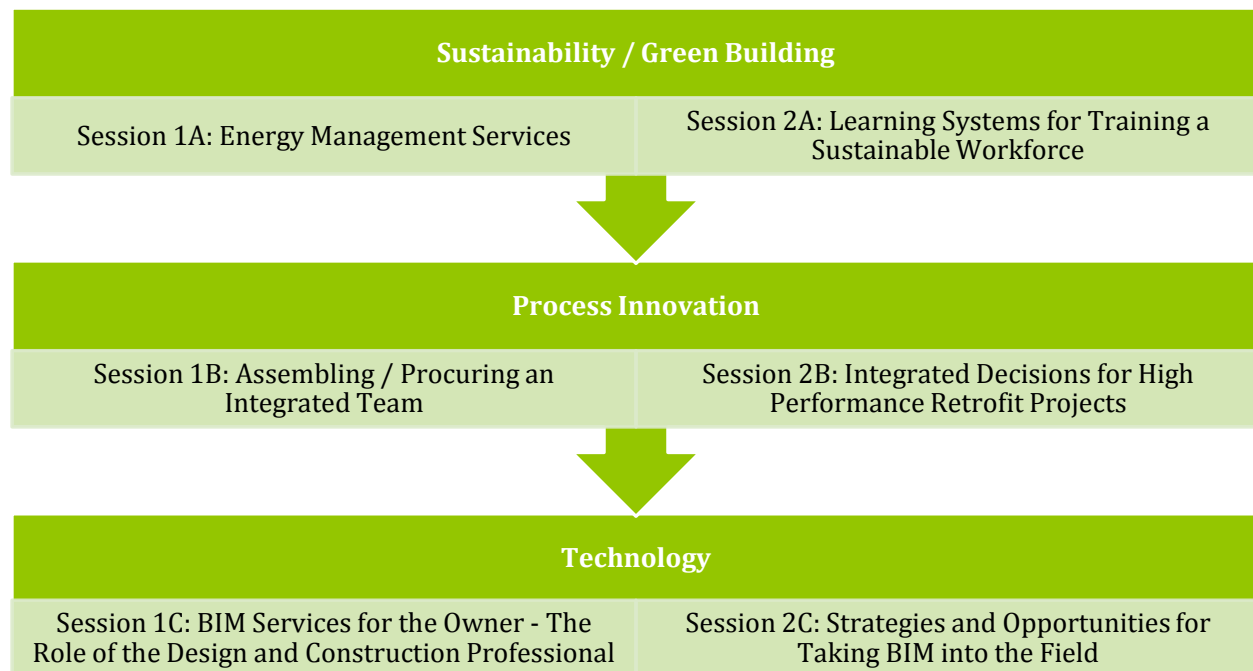 Sustainability / Green Building
Session 1A: Energy Management Services
Session 2A: Learning Systems for Training a
Sustainable Workforce
Process Innovation
Session 1B: Assembling / Procuring an
Integrated Team
Session 2B: Integrated Decisions for High
Performance Retrofit Projects
Technology
Session 1C: BIM Services for the Owner - The
Role of the Design and Construction Professional
Session 2C: Strategies and Opportunities for
Taking BIM into the Field